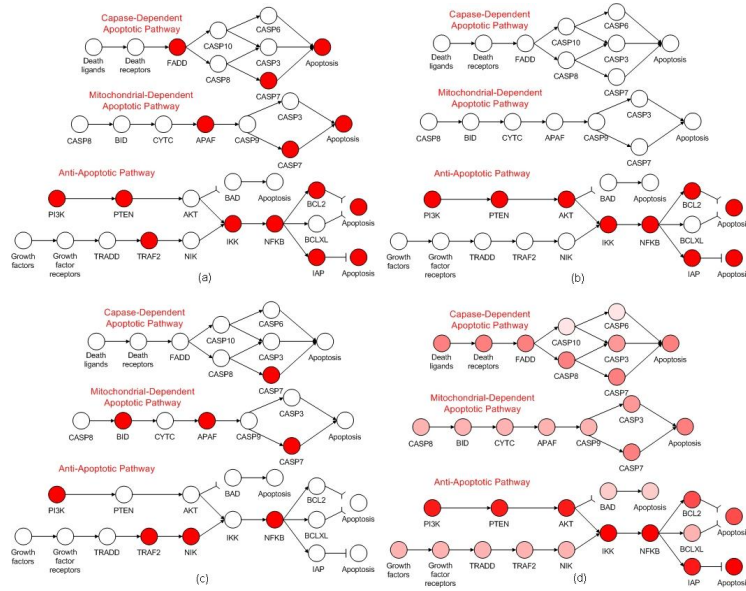 Capase-Dependent
Apoptotic Pathway
CASP6
CASP10
CASP3
Death
ligands
Death
receptors
FADD
CASP8
Apoptosis
CASP7
Mitochondrial-Dependent
Apoptotic Pathway
CASP3
CASP8
BID
CYTC
APAF
CASP9
Apoptosis
CASP7
Anti-Apoptotic Pathway
BAD
Apoptosis
PI3K
PTEN
AKT
BCL2
Apoptosis
IKK
NFKB
BCLXL
Growth
factors
Growth
factor
receptors
TRADD
TRAF2
NIK
IAP
Apoptosis
(a)
Capase-Dependent
Apoptotic Pathway
CASP6
CASP10
CASP3
Death
ligands
Death
receptors
FADD
CASP8
Apoptosis
CASP7
Mitochondrial-Dependent
Apoptotic Pathway
CASP3
CASP8
BID
CYTC
APAF
CASP9
Apoptosis
CASP7
Anti-Apoptotic Pathway
BAD
Apoptosis
PI3K
PTEN
AKT
BCL2
Apoptosis
IKK
NFKB
BCLXL
Growth
factors
Growth
factor
receptors
TRADD
TRAF2
NIK
IAP
Apoptosis
(b)
Capase-Dependent
Apoptotic Pathway
CASP6
CASP10
CASP3
Death
ligands
Death
receptors
FADD
CASP8
Apoptosis
CASP7
Mitochondrial-Dependent
Apoptotic Pathway
CASP3
CASP8
BID
CYTC
APAF
CASP9
Apoptosis
CASP7
Anti-Apoptotic Pathway
BAD
Apoptosis
PI3K
PTEN
AKT
BCL2
Apoptosis
IKK
NFKB
BCLXL
Growth
factors
Growth
factor
receptors
TRADD
TRAF2
NIK
IAP
Apoptosis
(c)
Capase-Dependent
Apoptotic Pathway
CASP6
CASP10
CASP3
Death
ligands
Death
receptors
FADD
CASP8
Apoptosis
CASP7
Mitochondrial-Dependent
Apoptotic Pathway
CASP3
CASP8
BID
CYTC
APAF
CASP9
Apoptosis
CASP7
Anti-Apoptotic Pathway
BAD
Apoptosis
PI3K
PTEN
AKT
BCL2
Apoptosis
IKK
NFKB
BCLXL
Growth
factors
Growth
factor
receptors
TRADD
TRAF2
NIK
IAP
Apoptosis
(d)